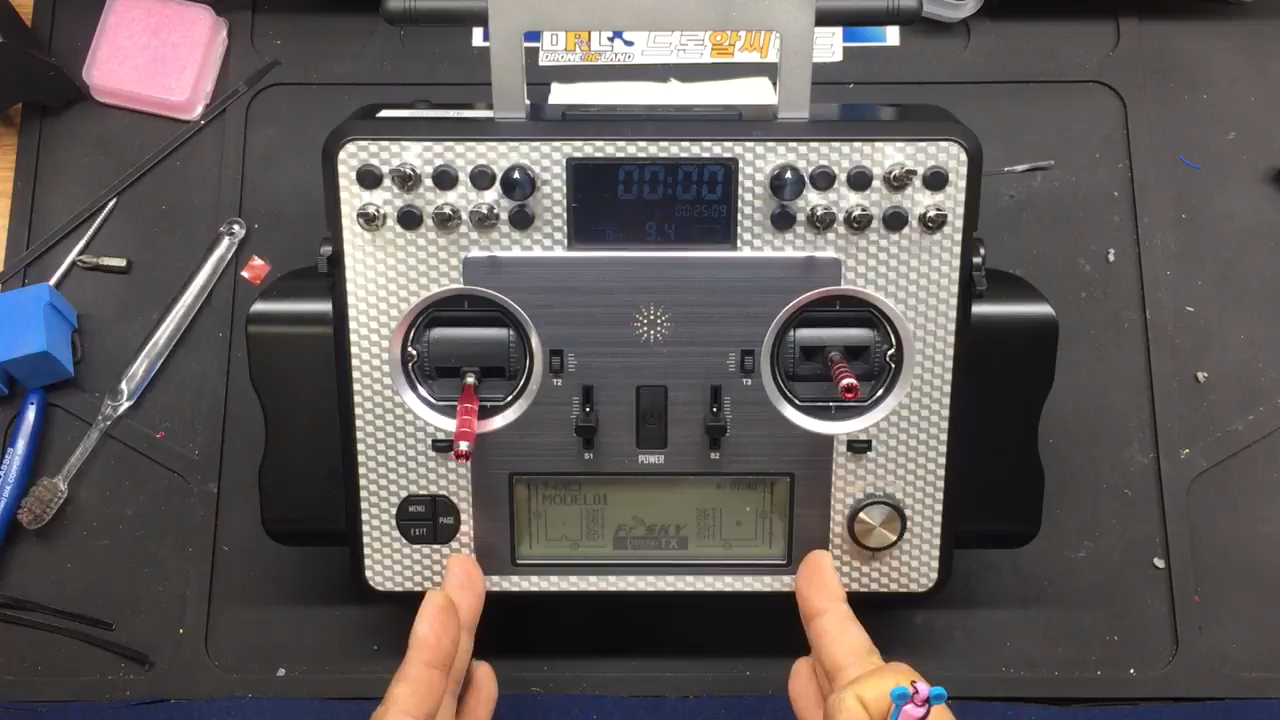 DRL 드론알씨랜드
DRONE RC LAND
A
A
00:00
00:25:09
9.4
T2
T3
S1
S2
POWER
MENU
PAGE
EXIT
MODEL01
FrSKY
OPEN-TX